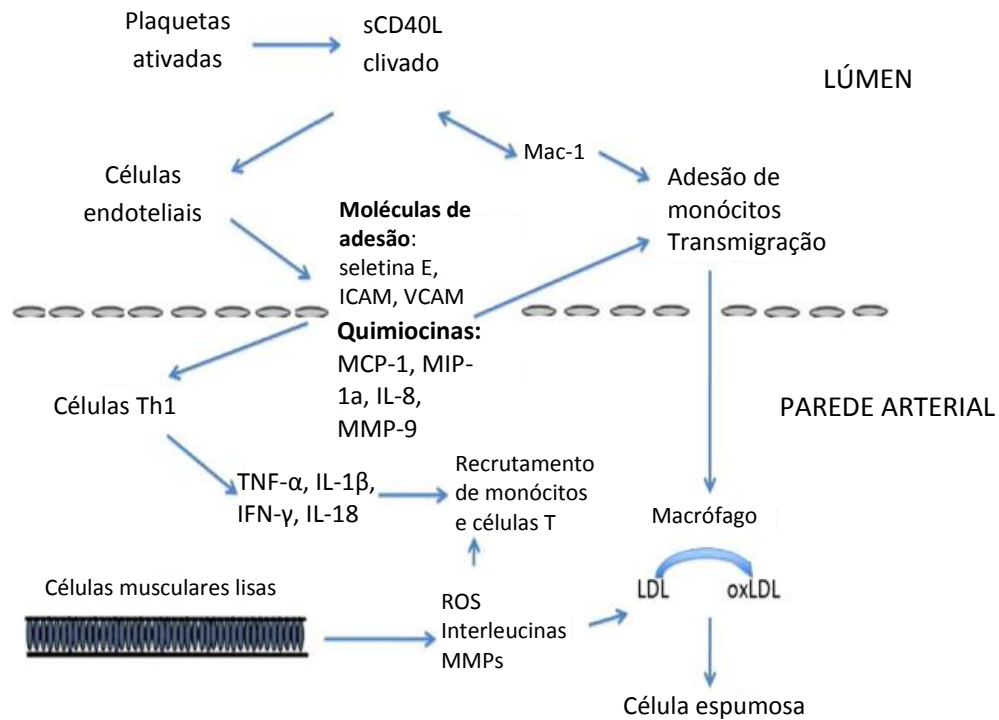 Plaquetas
ativadas
sCD40L
clivado
LÚMEN
Mac-1
Células
endoteliais
Adesão de
monócitos
Transmigração
Moléculas de
adesão:
seletina E,
ICAM, VCAM
Quimiocinas:
MCP-1, MIP-
1a, IL-8,
MMP-9
Células Th1
PAREDE ARTERIAL
TNF-α, IL-1β,
IFN-γ, IL-18
Recrutamento
de monócitos
e células T
Macrófago
Células musculares lisas
LDL
oxLDL
ROS
Interleucinas
MMPs
Célula espumosa